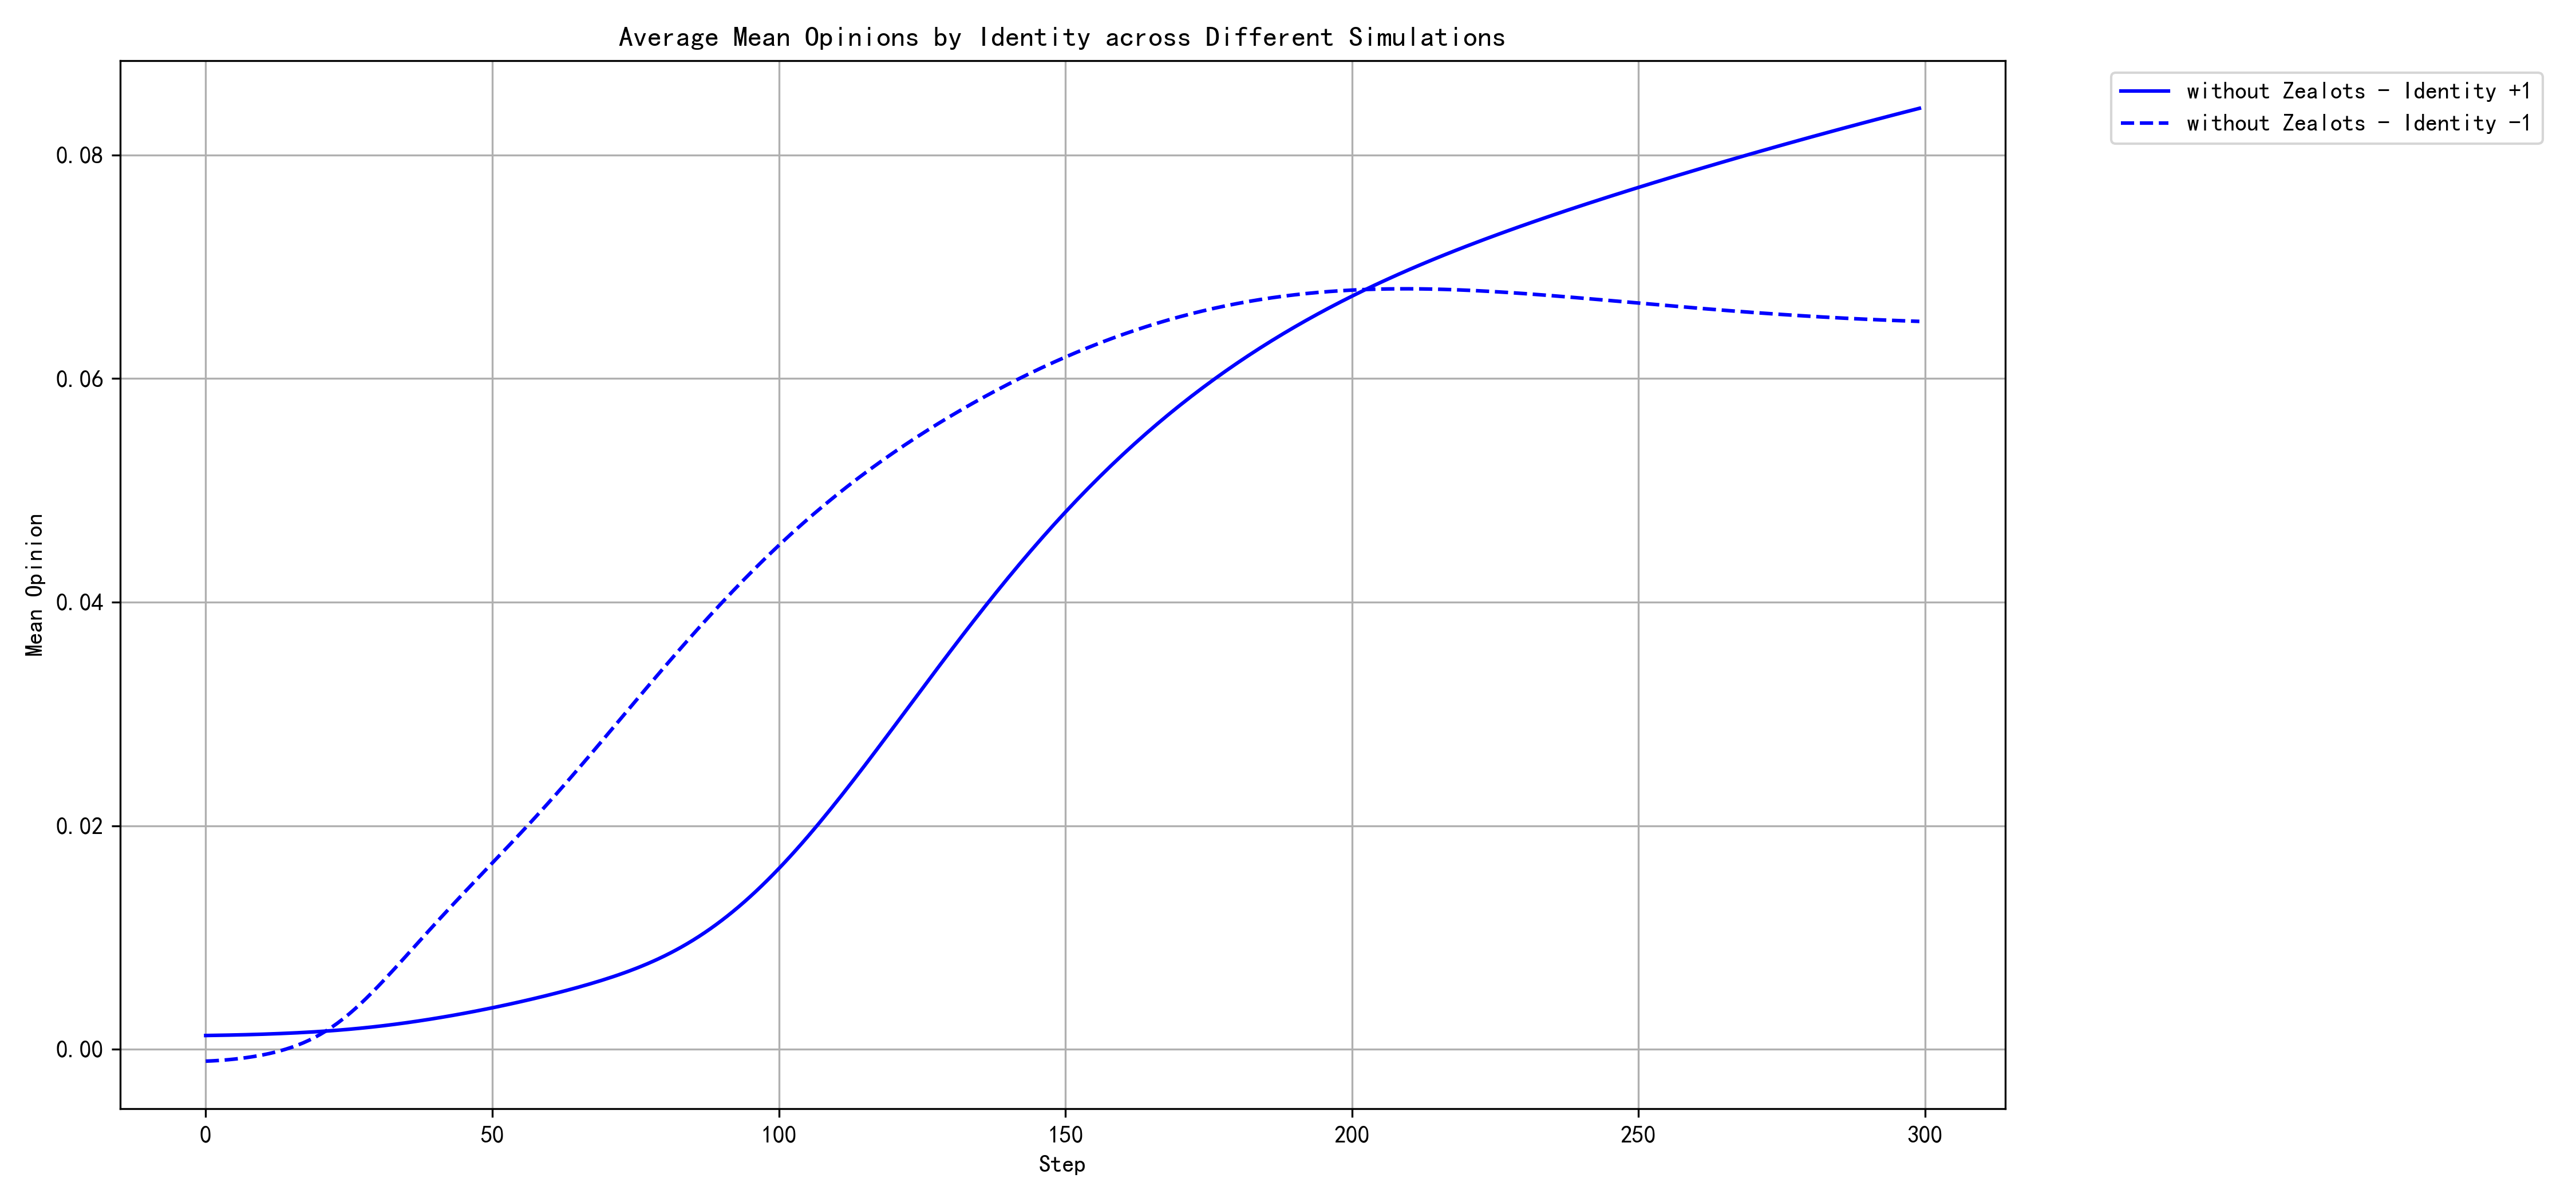 Average Mean Opinions by Identity across Different Simulations
without Zealots - Identity +1
without Zealots - Identity -1
Mean Opinion
0.08
0.06
0.04
0.02
0.00
0 50 100 150 200 250 300
Step